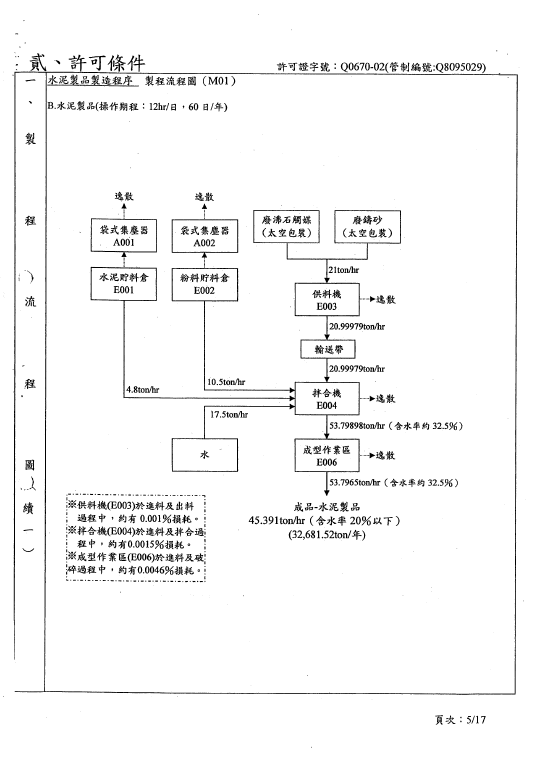 貳、許可條件
許可證字號：Q0670-02(管制編號:Q8095029)
一、製程流程圖（續一）
水泥製品製造程序 製程流程圖（M01）
B.水泥製品(操作期程：12hr/日，60日/年)
逸散
逸散
袋式集塵器
A001
袋式集塵器
A002
廢沸石觸媒
（太空包裝）
廢鑄砂
（太空包裝）
水泥貯料倉
E001
粉料貯料倉
E002
21ton/hr
供料機
E003
逸散
20.99979ton/hr
輸送帶
20.99979ton/hr
10.5ton/hr
4.8ton/hr
拌合機
E004
逸散
17.5ton/hr
53.79898ton/hr（含水率約 32.5%）
水
成型作業區
E006
逸散
53.7965ton/hr（含水率約 32.5%）
成品-水泥製品
45.391ton/hr（含水率 20%以下）
(32,681.52ton/年)
※供料機(E003)於進料及出料
過程中，約有 0.001%損耗。
※拌合機(E004)於進料及拌合過
程中，約有0.0015%損耗。
※成型作業區(E006)於進料及破
碎過程中，約有0.0046%損耗。
頁次：5/17